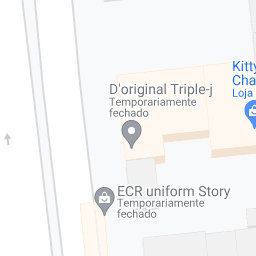 Kitty
Cha
Loja
D'original Triple-j
Temporariamente
fechado
ECR uniform Story
Temporariamente
fechado